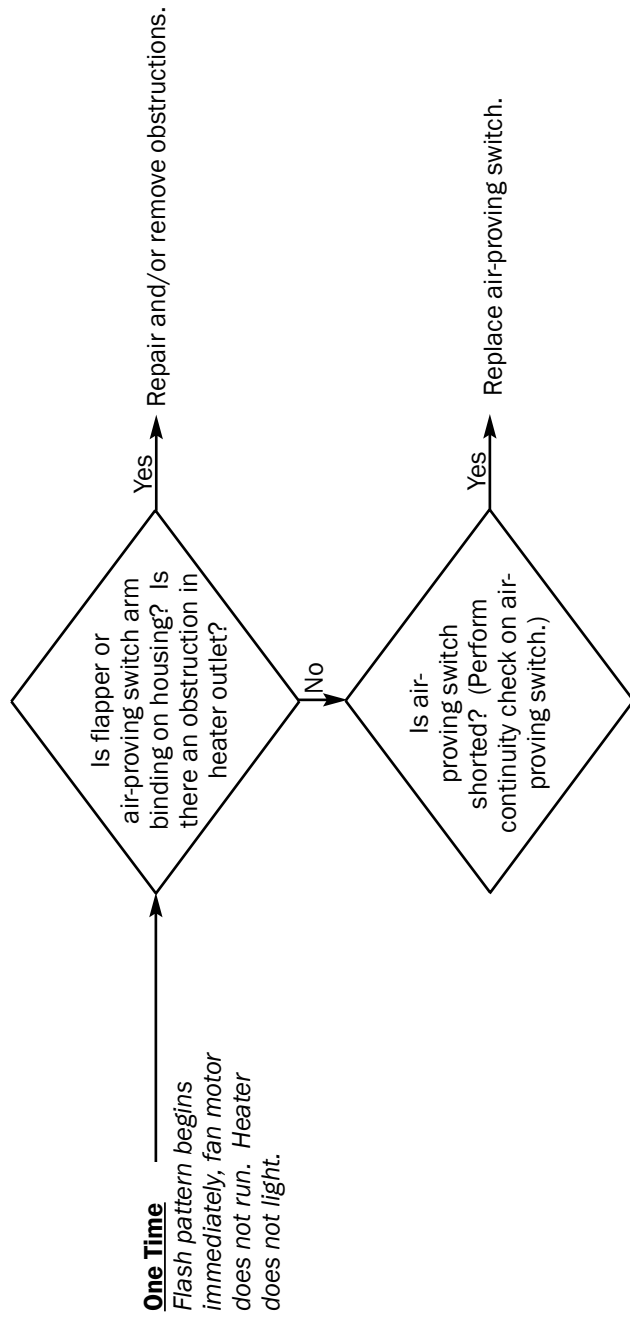 One Time
Flash pattern begins
immediately, fan motor
does not run.  Heater
does not light.
Is flapper or
air-proving switch arm
binding on housing?  Is
there an obstruction in
heater outlet?
Yes
Repair and/or remove obstructions.
No
Is air-
proving switch
shorted?  (Perform
continuity check on air-
proving switch.)
Yes
Replace air-proving switch.